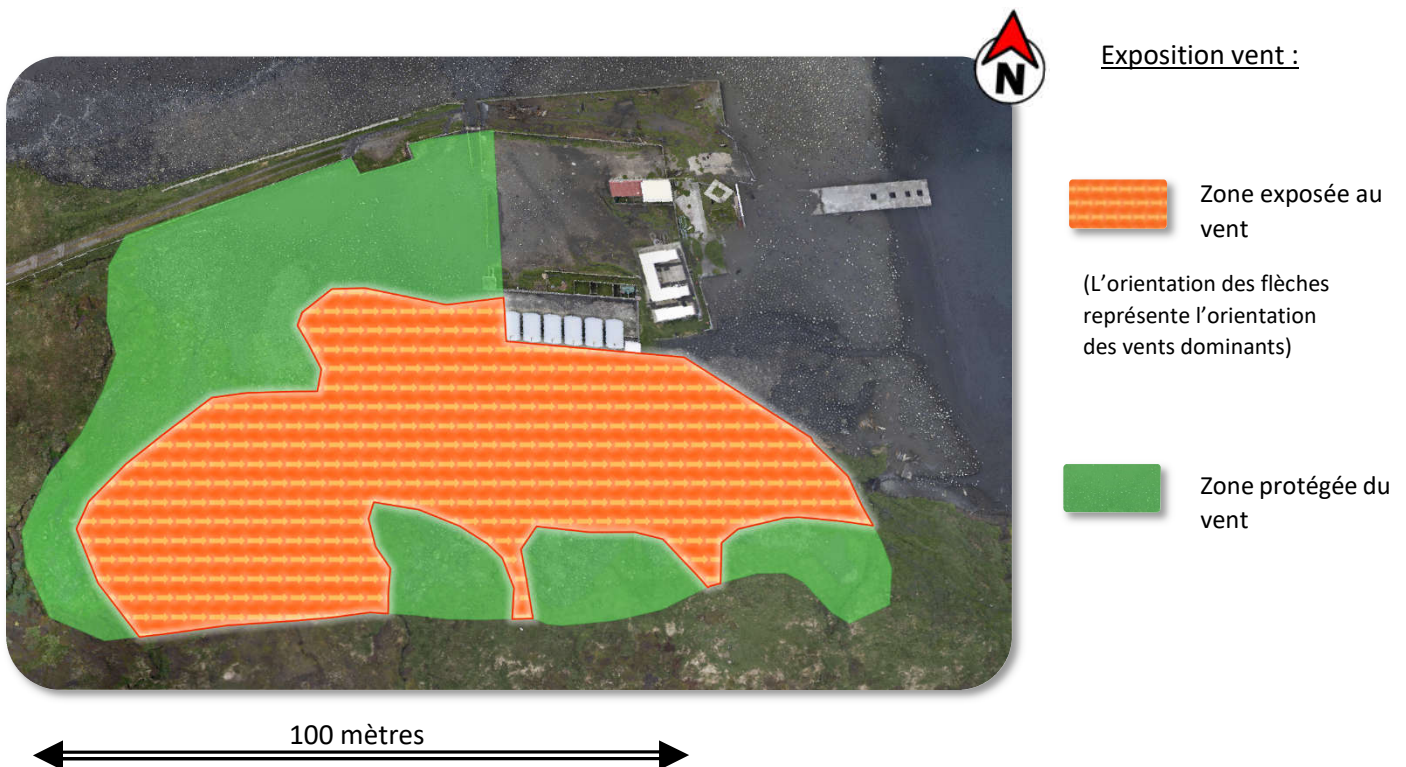 N
Exposition vent :
Zone exposée au
vent
(L’orientation des flèches
représente l’orientation
des vents dominants)
Zone protégée du
vent
100 mètres